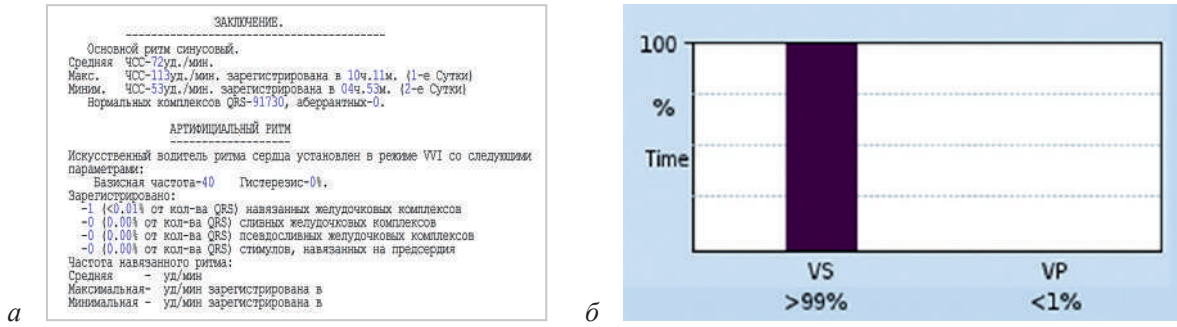 ЗАКЛЮЧЕНИЕ.
Основной ритм синусовый.
Средняя ЧСС-72уд./мин.
Макс. ЧСС-113уд./мин. зарегистрирована в 10ч.11м. (1-е Сутки)
Миним. ЧСС-53уд./мин. зарегистрирована в 04ч.53м. (2-е Сутки)
Нормальных комплексов QRS-91730, аберрантных-0.
АРТИФИЦИАЛЬНЫЙ РИТМ
Искусственный водитель ритма сердца установлен в режиме VVI со следующими
параметрами:
Базисная частота-40 Гистерезис-0%.
Зарегистрировано:
-1 (<0.01% от кол-ва QRS) навязанных желудочковых комплексов
-0 (0.00% от кол-ва QRS) сливных желудочковых комплексов
-0 (0.00% от кол-ва QRS) псевдосливных желудочковых комплексов
-0 (0.00% от кол-ва QRS) стимулов, навязанных на предсердия
Частота навязанного ритма:
Средняя - уд/мин
Максимальная- уд/мин зарегистрирована в
Минимальная - уд/мин зарегистрирована в
а
100
%
Time
VS VP
>99% <1%
б